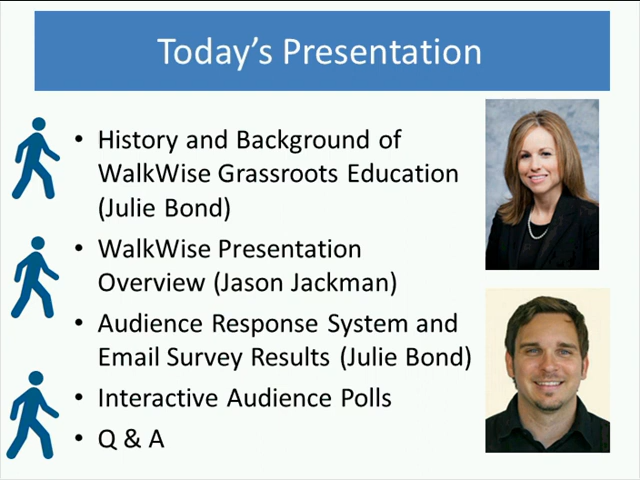 Today’s Presentation
• History and Background of
WalkWise Grassroots Education
(Julie Bond)
• WalkWise Presentation
Overview (Jason Jackman)
• Audience Response System and
Email Survey Results (Julie Bond)
• Interactive Audience Polls
• Q & A